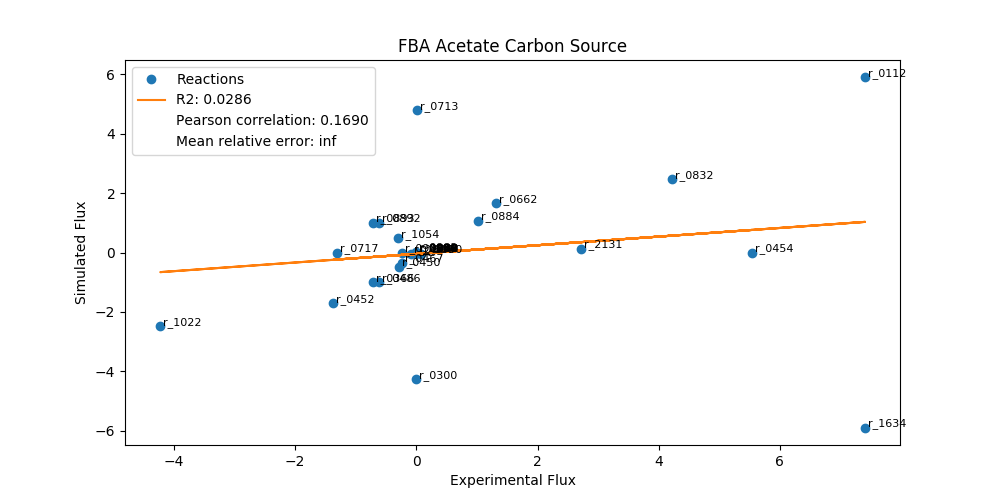 FBA Acetate Carbon Source
Reactions
R2: 0.0286
Pearson correlation: 0.1690
Mean relative error: inf
r_0112
r_0713
r_0832
r_0662
r_0884
r_0892
r_1054
r_0717
r_2131
r_0454
r_0450
r_0452
r_1022
r_0300
r_1634
6
4
2
0
−2
−4
−6
Simulated Flux
−4
−2
0
2
4
6
Experimental Flux